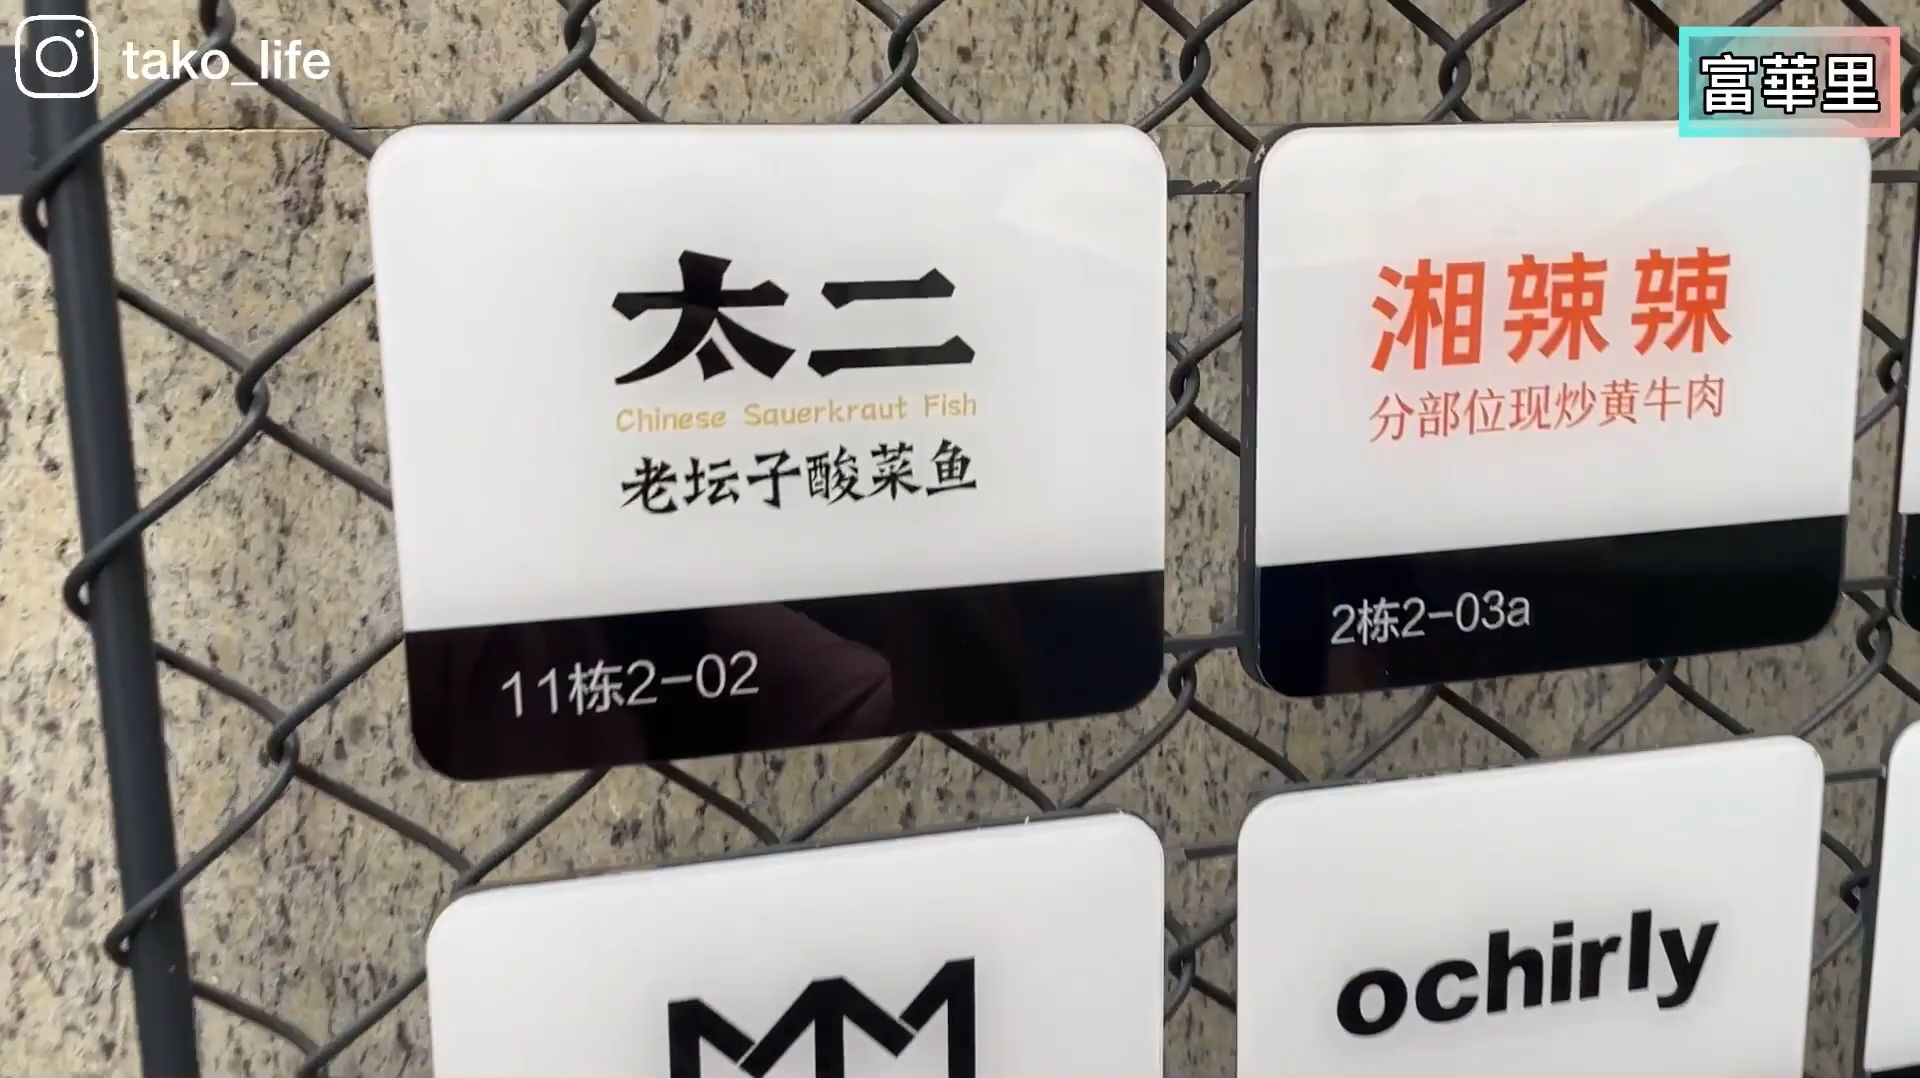 tako_life
富華里
太二
Chinese Sauerkraut Fish
老坛子酸菜鱼
11栋2-02
湘辣辣
分部位现炒黄牛肉
2栋2-03a
ochirly